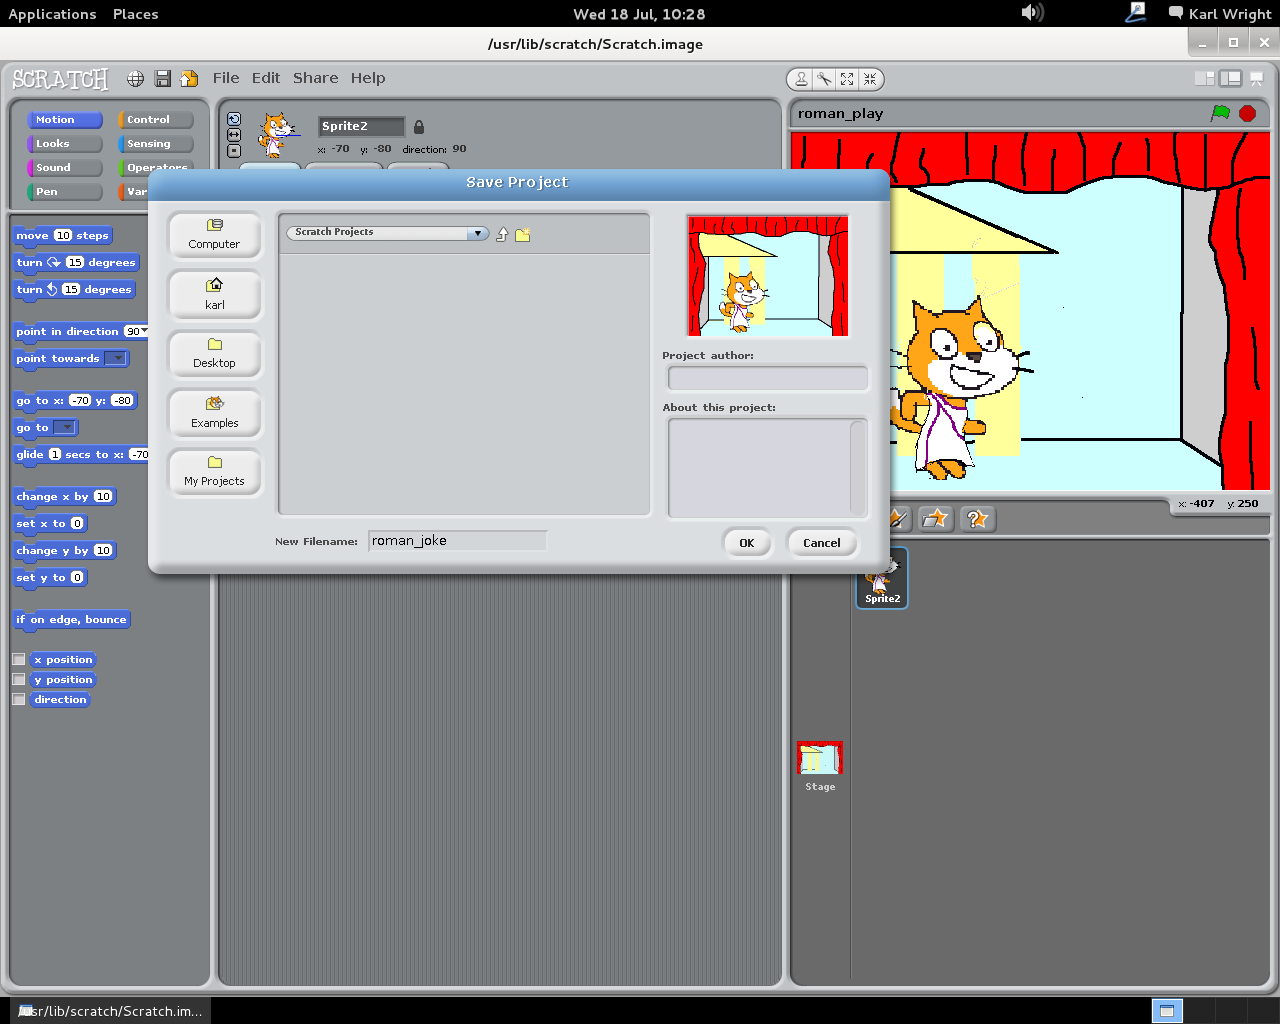 Applications Places
Wed 18 Jul, 10:28
Karl Wright
/usr/lib/scratch/Scratch.image
SCRATCH
File Edit Share Help
Motion
Control
Looks
Sensing
Sound
Operators
Pen
Var
Sprite2
x: -70 y: -80 direction: 90
roman_play
Save Project
move 10 steps
turn 15 degrees
turn 15 degrees
point in direction 90
point towards
go to x: -70 y: -80
go to
glide 1 secs to x: -70
change x by 10
set x to 0
change y by 10
set y to 0
if on edge, bounce
x position
y position
direction
Computer
karl
Desktop
Examples
My Projects
Scratch Projects
Project author:
About this project:
New Filename: roman_joke
OK
Cancel
x: -407 y: 250
Sprite2
Stage
/usr/lib/scratch/Scratch.im...